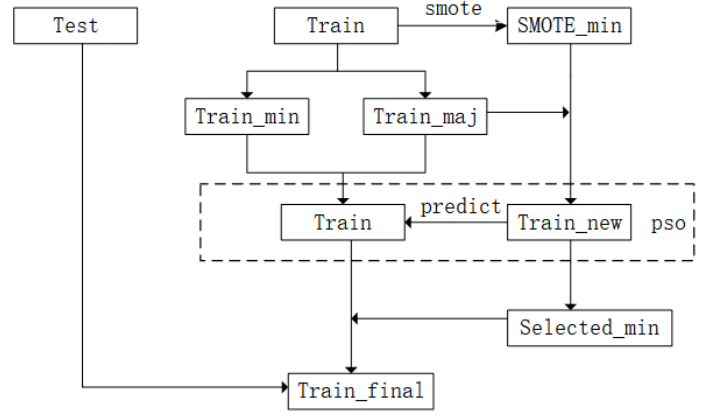 Test
Train
smote
SMOTE_min
Train_min
Train_maj
Train
predict
Train_new
pso
Selected_min
Train_final